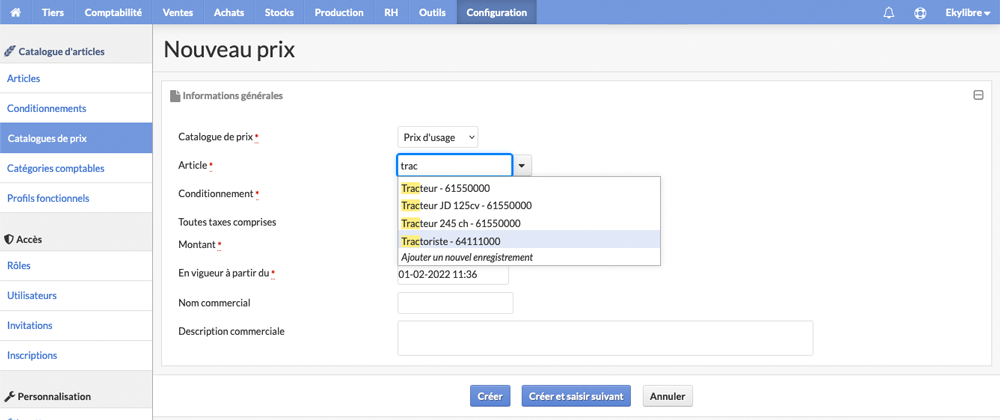 Tiers Comptabilité Ventes Achats Stocks Production RH Outils Configuration Ekylibre
Catalogue d'articles
Articles
Conditionnements
Catalogues de prix
Catégories comptables
Profils fonctionnels
Accès
Rôles
Utilisateurs
Invitations
Inscriptions
Personnalisation
Nouveau prix
Informations générales
Catalogue de prix * Prix d'usage
Article * trac
Tracteur - 61550000
Tracteur JD 125cv - 61550000
Tracteur 245 ch - 61550000
Tractoriste - 64111000
Ajouter un nouvel enregistrement
Conditionnement *
Toutes taxes comprises
Montant *
En vigueur à partir du * 01-02-2022 11:36
Nom commercial
Description commerciale
Créer Créer et saisir suivant Annuler